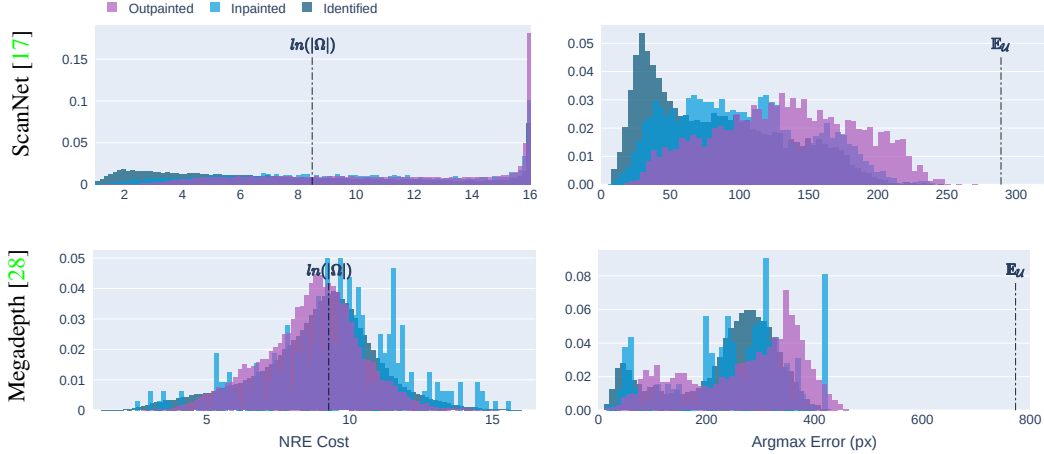 Outpainted Inpainted Identified
ScanNet [17]
ln(|Ω|)
0.15
0.1
0.05
0
2 4 6 8 10 12 14 16
𝔼𝒰
0.05
0.04
0.03
0.02
0.01
0.00
0 50 100 150 200 250 300
Megadepth [28]
ln(|Ω|)
0.05
0.04
0.03
0.02
0.01
0
5 10 15
NRE Cost
𝔼𝒰
0.08
0.06
0.04
0.02
0.00
0 200 400 600 800
Argmax Error (px)